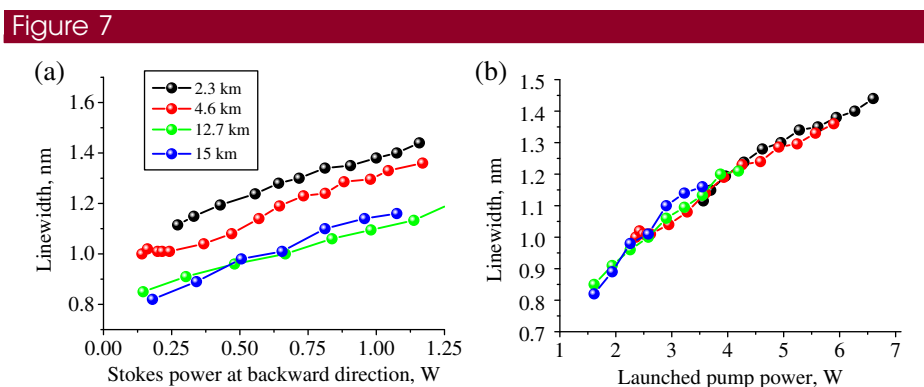 Figure 7
(a)
2.3 km
4.6 km
12.7 km
15 km
Linewidth, nm
1.6
1.4
1.2
1.0
0.8
0.00 0.25 0.50 0.75 1.00 1.25
Stokes power at backward direction, W
(b)
Linewidth, nm
1.5
1.4
1.3
1.2
1.1
1.0
0.9
0.8
0.7
1 2 3 4 5 6 7
Launched pump power, W